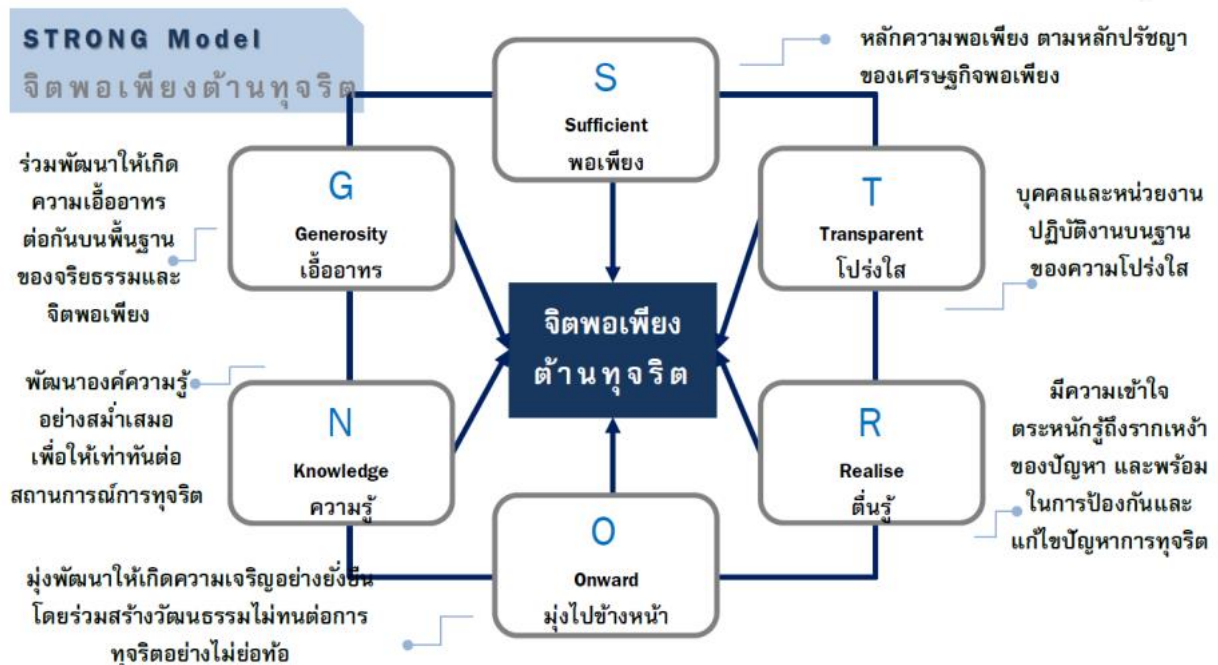 STRONG Model
จิตพอเพียงต้านทุจริต
S
Sufficient
พอเพียง
หลักความพอเพียง ตามหลักปรัชญา
ของเศรษฐกิจพอเพียง
T
Transparent
โปร่งใส
บุคคลและหน่วยงาน
ปฏิบัติงานบนฐาน
ของความโปร่งใส
R
Realise
ตื่นรู้
มีความเข้าใจ
ตระหนักรู้ถึงรากเหง้า
ของปัญหา และพร้อม
ในการป้องกันและ
แก้ไขปัญหาการทุจริต
O
Onward
มุ่งไปข้างหน้า
มุ่งพัฒนาให้เกิดความเจริญอย่างยั่งยืน
โดยร่วมสร้างวัฒนธรรมไม่ทนต่อการ
ทุจริตอย่างไม่ย่อท้อ
N
Knowledge
ความรู้
พัฒนาองค์ความรู้
อย่างสม่ำเสมอ
เพื่อให้เท่าทันต่อ
สถานการณ์การทุจริต
G
Generosity
เอื้ออาทร
ร่วมพัฒนาให้เกิด
ความเอื้ออาทร
ต่อกันบนพื้นฐาน
ของจริยธรรมและ
จิตพอเพียง
จิตพอเพียง
ต้านทุจริต